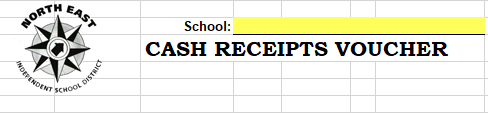 NORTH EAST
INDEPENDENT SCHOOL DISTRICT
School:
CASH RECEIPTS VOUCHER